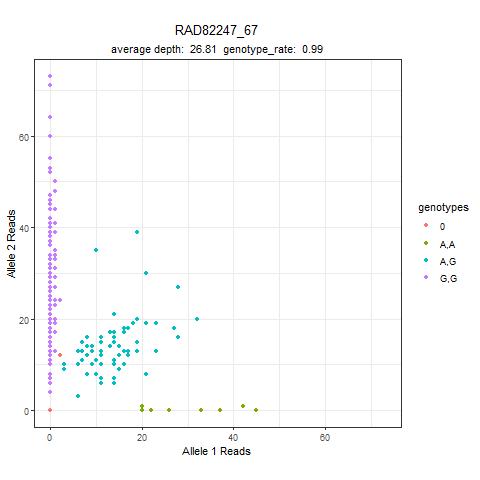 RAD82247_67
average depth: 26.81 genotype_rate: 0.99
60
40
20
0
Allele 2 Reads
0 20 40 60
Allele 1 Reads
genotypes
0
A,A
A,G
G,G